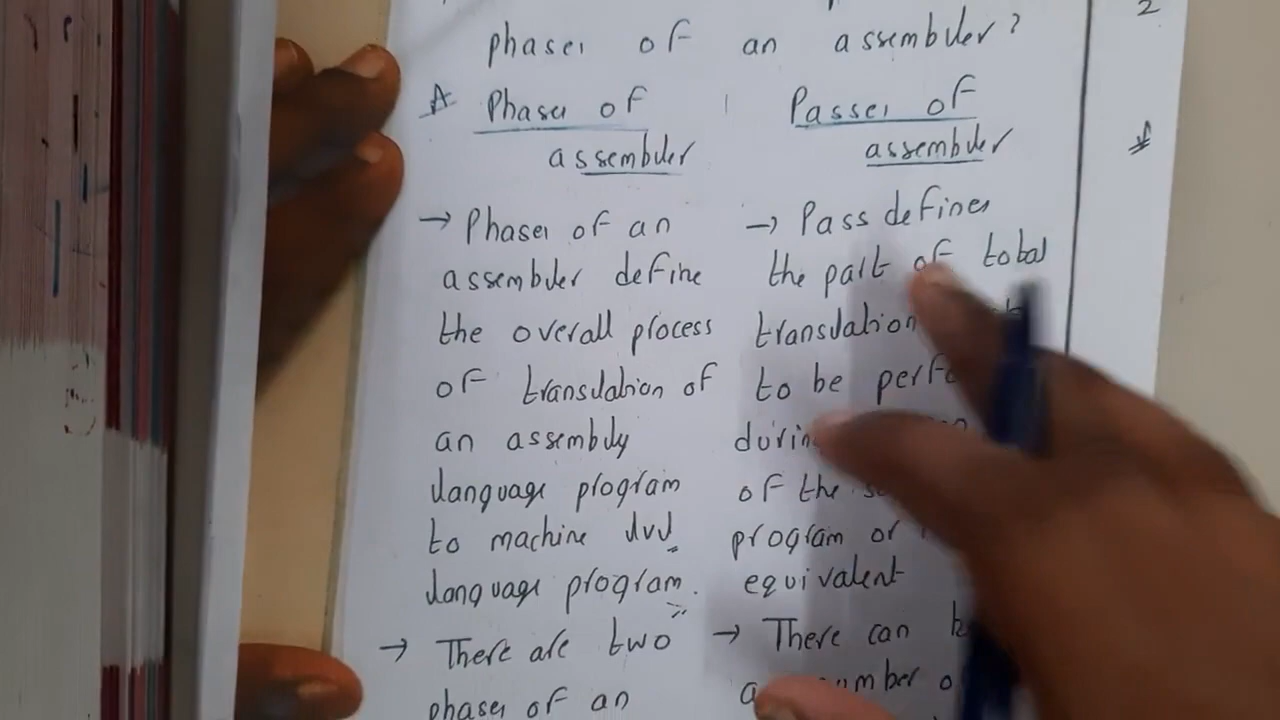 2
phases of an assembler?
A Phases of
assembler
→ Phases of an
assembler define
the overall process
of translation of
an assembly
language program
to machine lvl
language program.
→ There are two
phases of an
Passes of
assembler
→ Pass defines
the part of total
translation
to be
of the
program or
equivalent
→ There can